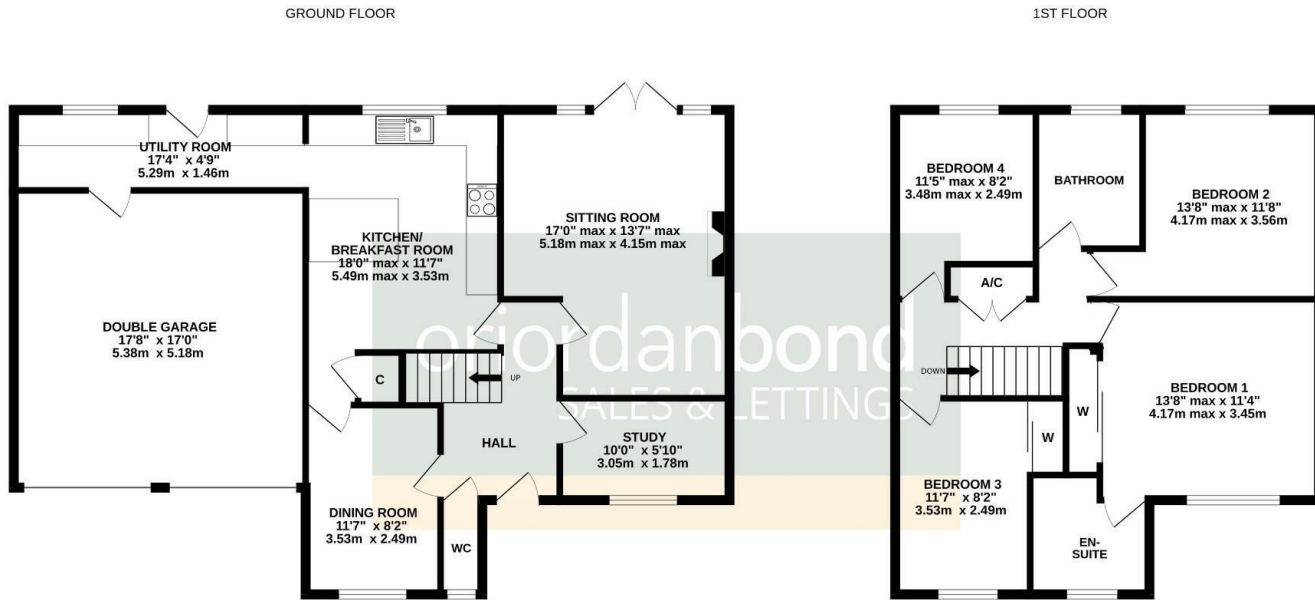 GROUND FLOOR
1ST FLOOR
UTILITY ROOM
17'4" x 4'9"
5.29m x 1.46m
KITCHEN/
BREAKFAST ROOM
18'0" max x 11'7"
5.49m max x 3.53m
SITTING ROOM
17'0" max x 13'7" max
5.18m max x 4.15m max
DOUBLE GARAGE
17'8" x 17'0"
5.38m x 5.18m
C
UP
HALL
STUDY
10'0" x 5'10"
3.05m x 1.78m
DINING ROOM
11'7" x 8'2"
3.53m x 2.49m
WC
BEDROOM 4
11'5" max x 8'2"
3.48m max x 2.49m
BATHROOM
BEDROOM 2
13'8" max x 11'8"
4.17m max x 3.56m
A/C
DOWN
BEDROOM 1
13'8" max x 11'4"
4.17m max x 3.45m
W
W
BEDROOM 3
11'7" x 8'2"
3.53m x 2.49m
EN-
SUITE
oriordanbond
SALES & LETTINGS